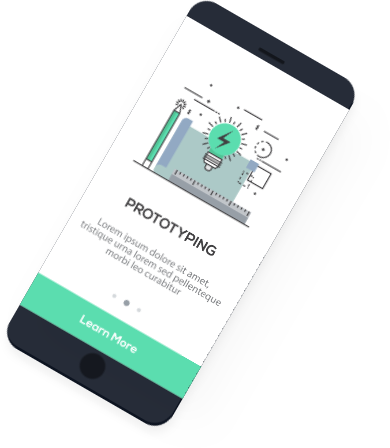 PROTOTYPING
Lorem ipsum dolore sit amet,
tristique urna lorem sed pellenteque
morbi leo curabitur
Learn More